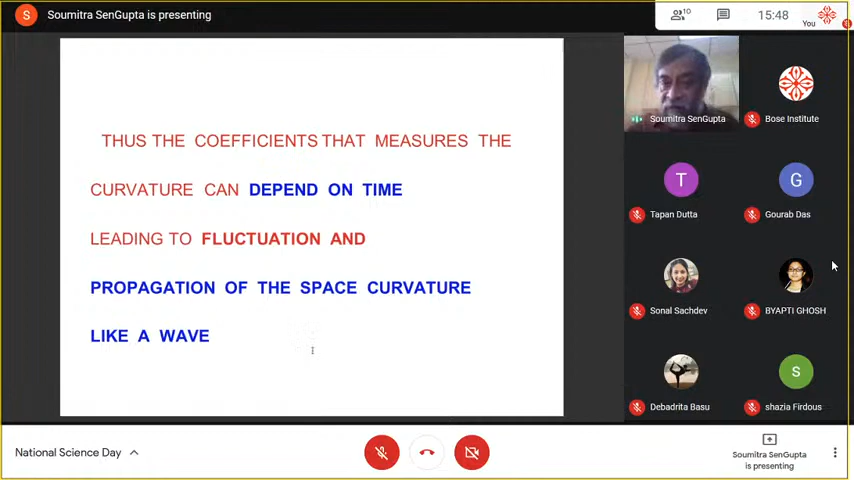 S
Soumitra SenGupta is presenting
10
15:48
You
THUS THE COEFFICIENTS THAT MEASURES THE
CURVATURE CAN DEPEND ON TIME
LEADING TO FLUCTUATION AND
PROPAGATION OF THE SPACE CURVATURE
LIKE A WAVE
Soumitra SenGupta
Bose Institute
T
Tapan Dutta
G
Gourab Das
Sonal Sachdev
BYAPTI GHOSH
Debadrita Basu
s
shazia Firdous
National Science Day
Soumitra SenGupta
is presenting